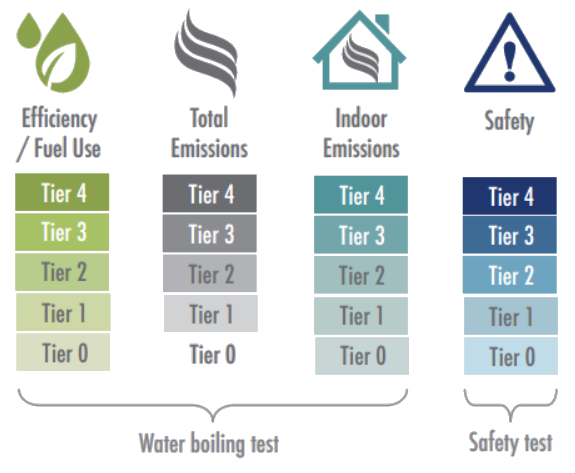 Efficiency
/ Fuel Use
Total
Emissions
Indoor
Emissions
Safety
Tier 4
Tier 3
Tier 2
Tier 1
Tier 0
Tier 4
Tier 3
Tier 2
Tier 1
Tier 0
Tier 4
Tier 3
Tier 2
Tier 1
Tier 0
Tier 4
Tier 3
Tier 2
Tier 1
Tier 0
Water boiling test
Safety test